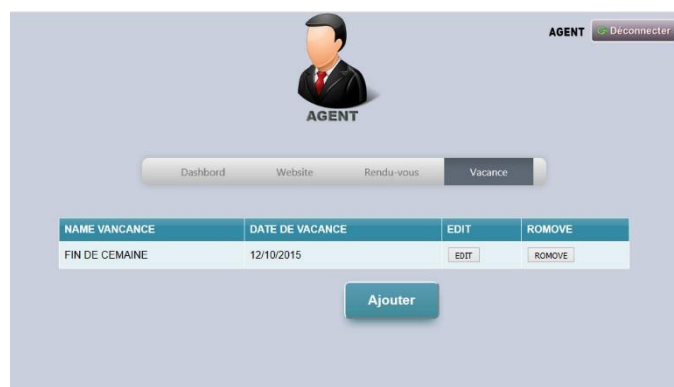 AGENT Déconnecter
AGENT
Dashbord Website Rendu-vous Vacance
NAME VANCANCE DATE DE VACANCE EDIT ROMOVE
FIN DE CEMAINE 12/10/2015 EDIT ROMOVE
Ajouter